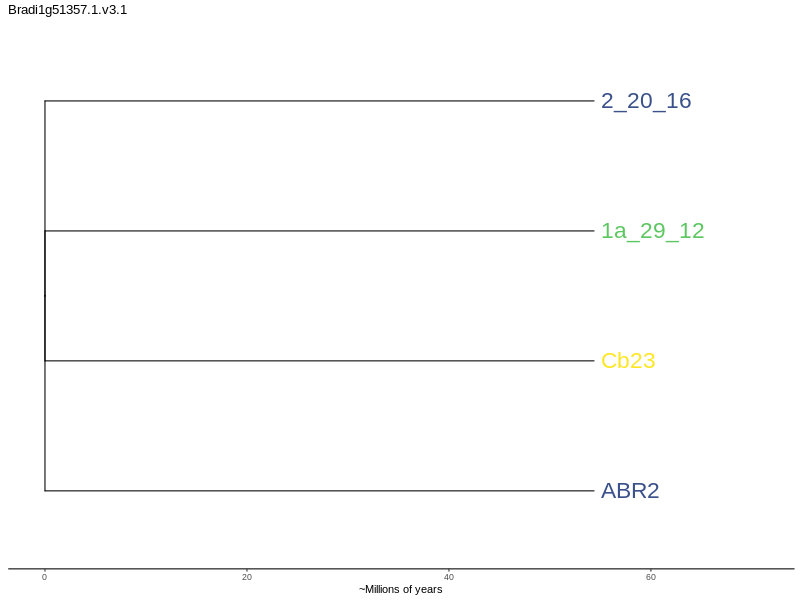 Bradi1g51357.1.v3.1
2_20_16
1a_29_12
Cb23
ABR2
0 20 40 60
~Millions of years